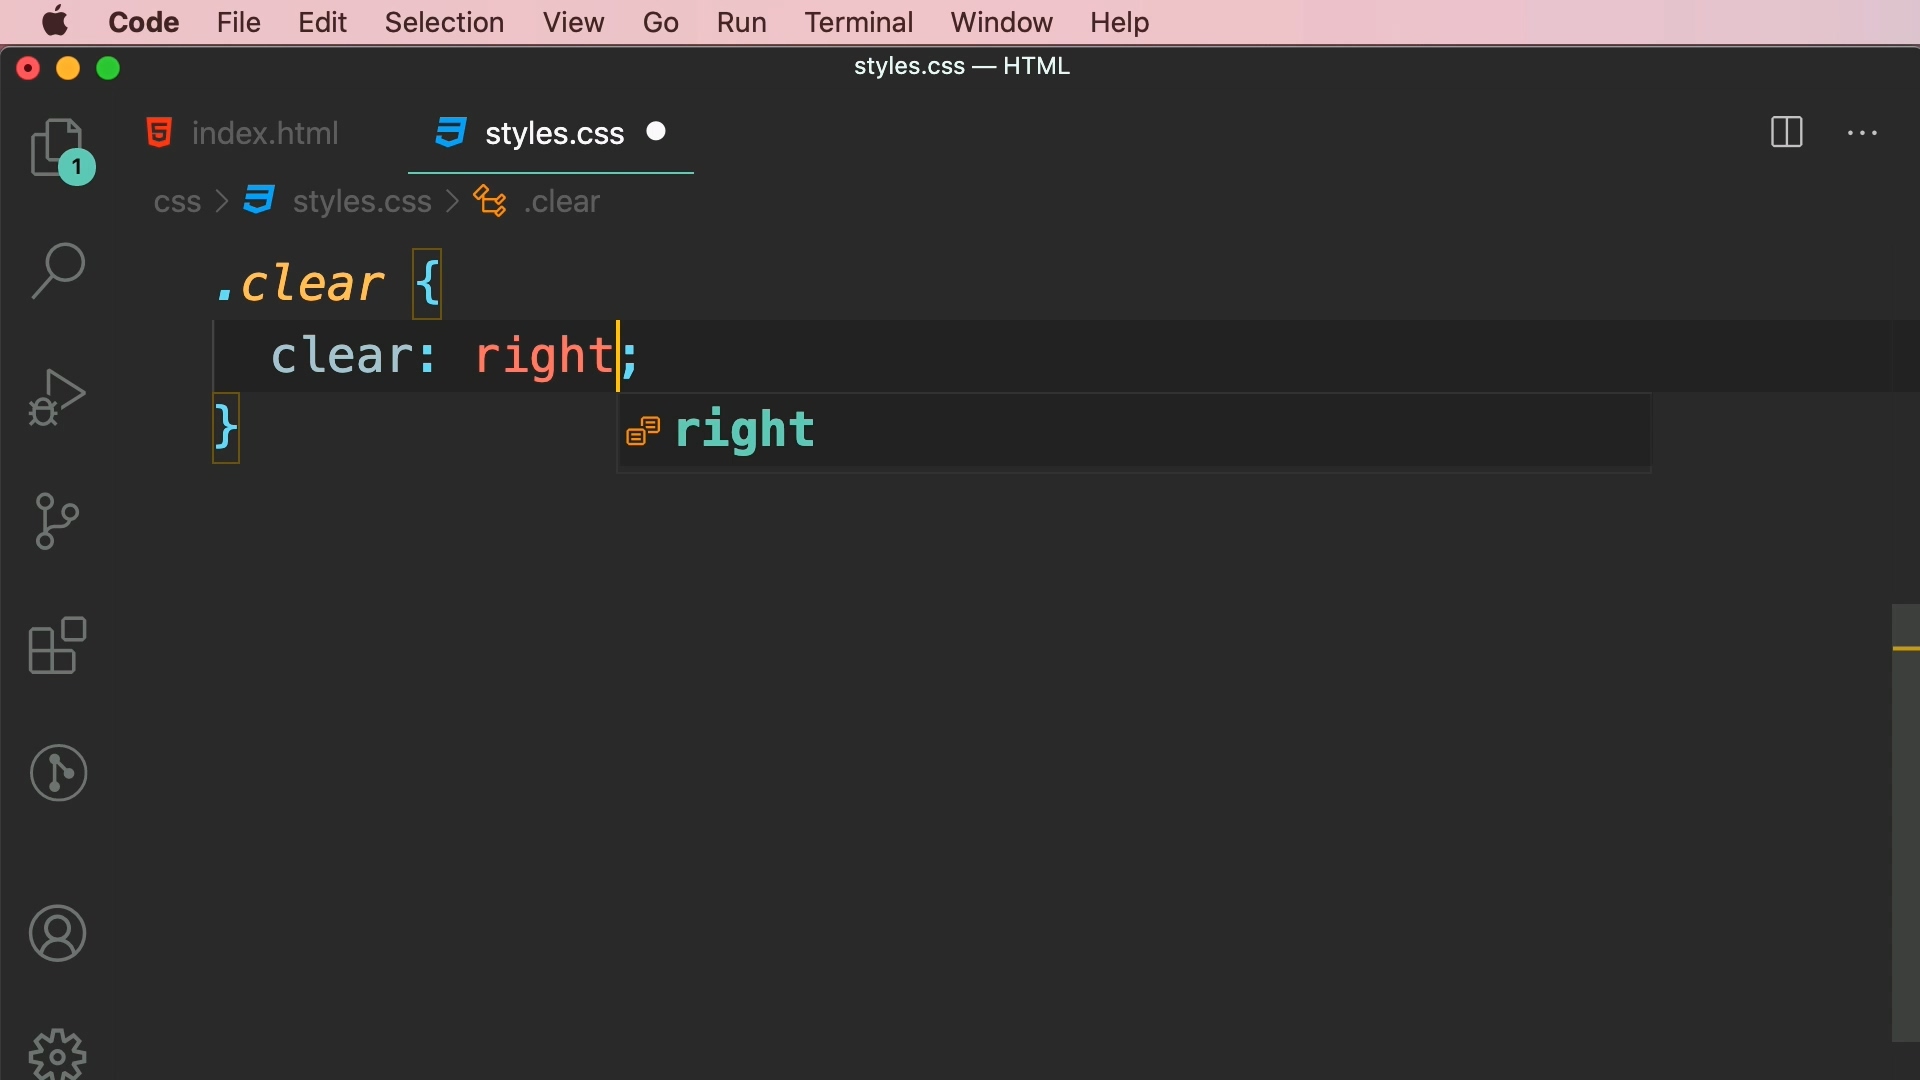 Code File Edit Selection View Go Run Terminal Window Help
styles.css — HTML
index.html styles.css
1
css > styles.css > .clear
.clear {
clear: right;
}
right